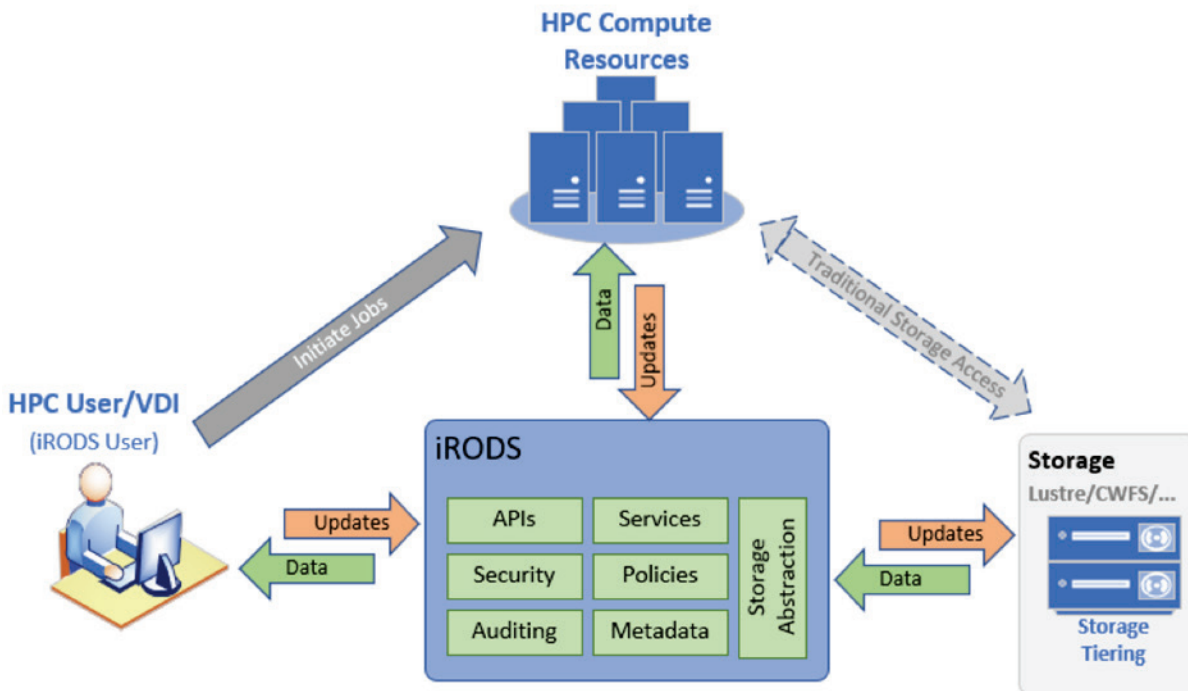 HPC Compute
Resources
Initiate Jobs
Data
Updates
Traditional Storage Access
HPC User/VDI
(iRODS User)
Updates
Data
iRODS
APIs
Services
Security
Policies
Auditing
Metadata
Storage
Abstraction
Updates
Data
Storage
Lustre/CWFS/...
Storage
Tiering